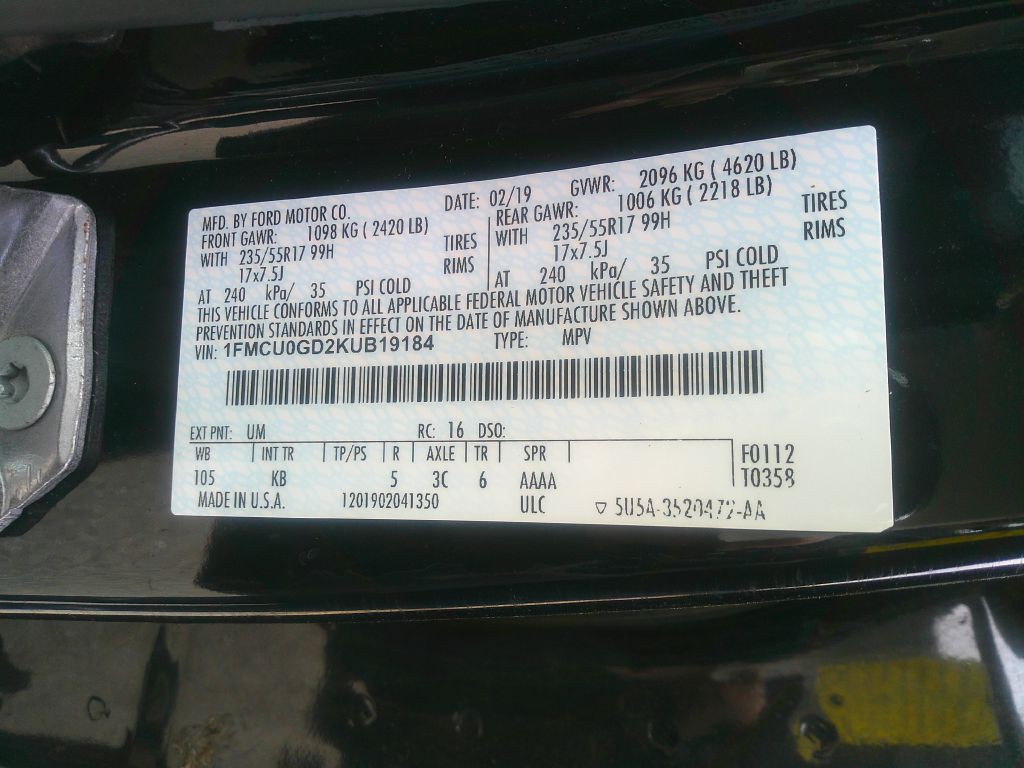 MFD. BY FORD MOTOR CO. DATE: 02/19 GVWR: 2096 KG ( 4620 LB)
FRONT GAWR: 1098 KG ( 2420 LB) REAR GAWR: 1006 KG ( 2218 LB)
WITH 235/55R17 99H TIRES WITH 235/55R17 99H TIRES
17x7.5J RIMS 17x7.5J RIMS
AT 240 kPa/ 35 PSI COLD AT 240 kPa/ 35 PSI COLD
THIS VEHICLE CONFORMS TO ALL APPLICABLE FEDERAL MOTOR VEHICLE SAFETY AND THEFT
PREVENTION STANDARDS IN EFFECT ON THE DATE OF MANUFACTURE SHOWN ABOVE.
VIN: 1FMCU0GD2KUB19184 TYPE: MPV
EXT PNT: UM RC: 16 DSO:
WB INT TR TP/PS R AXLE TR SPR F0112
105 KB 5 3C 6 AAAA T0358
MADE IN U.S.A. 1201902041350 ULC